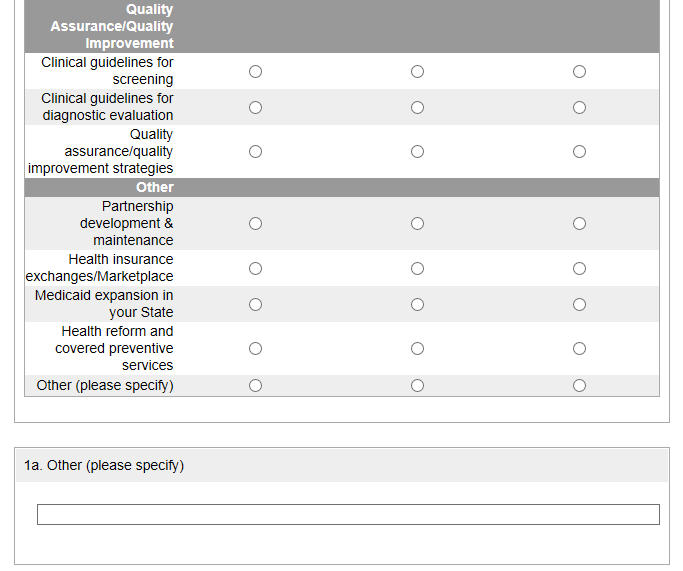 Quality
Assurance/Quality
Improvement
Clinical guidelines for
screening
Clinical guidelines for
diagnostic evaluation
Quality
assurance/quality
improvement strategies
Other
Partnership
development &
maintenance
Health insurance
exchanges/Marketplace
Medicaid expansion in
your State
Health reform and
covered preventive
services
Other (please specify)
1a. Other (please specify)